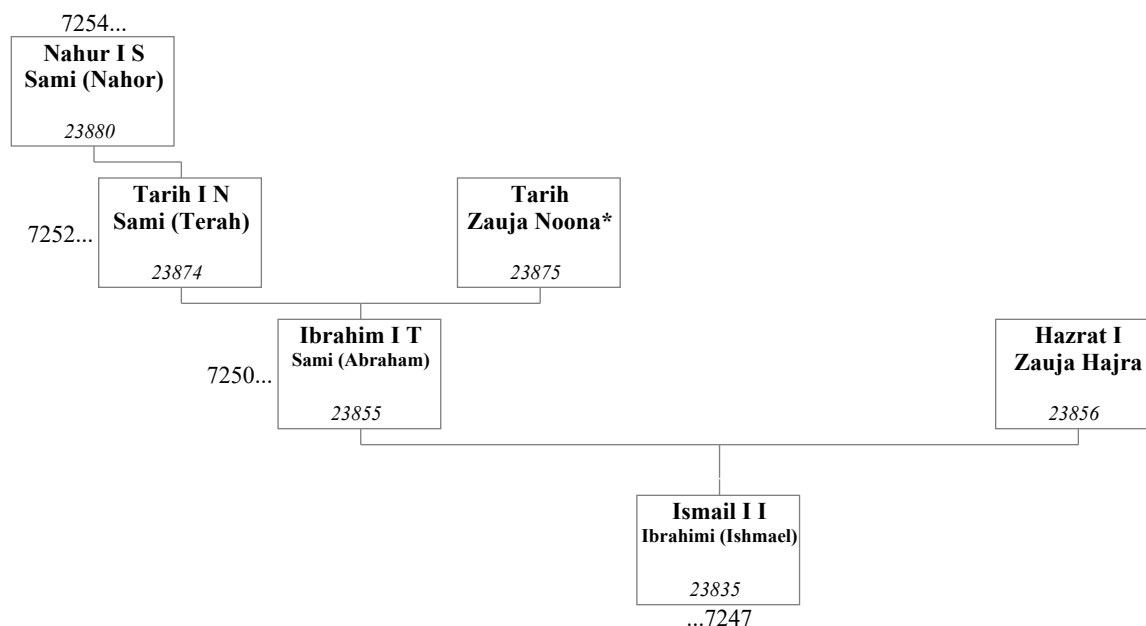 7254...
Nahur I S
Sami (Nahor)
23880
Tarih I N
Sami (Terah)
23874
7252...
Tarih
Zauja Noona*
23875
Ibrahim I T
Sami (Abraham)
23855
7250...
Hazrat I
Zauja Hajra
23856
Ismail I I
Ibrahimi (Ishmael)
23835
...7247